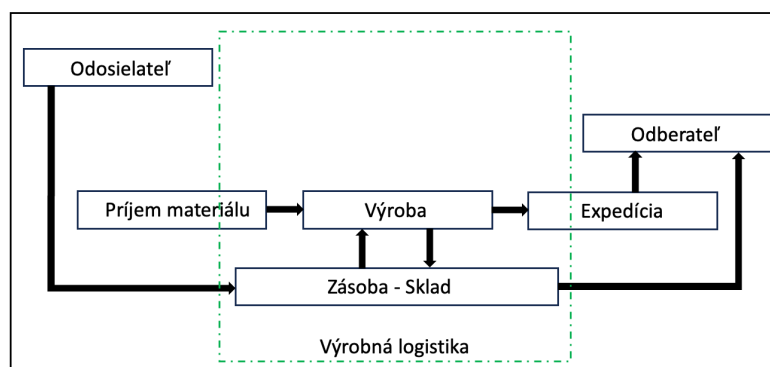 Odosielateľ
Odberateľ
Príjem materiálu
Výroba
Expedícia
Zásoba - Sklad
Výrobná logistika